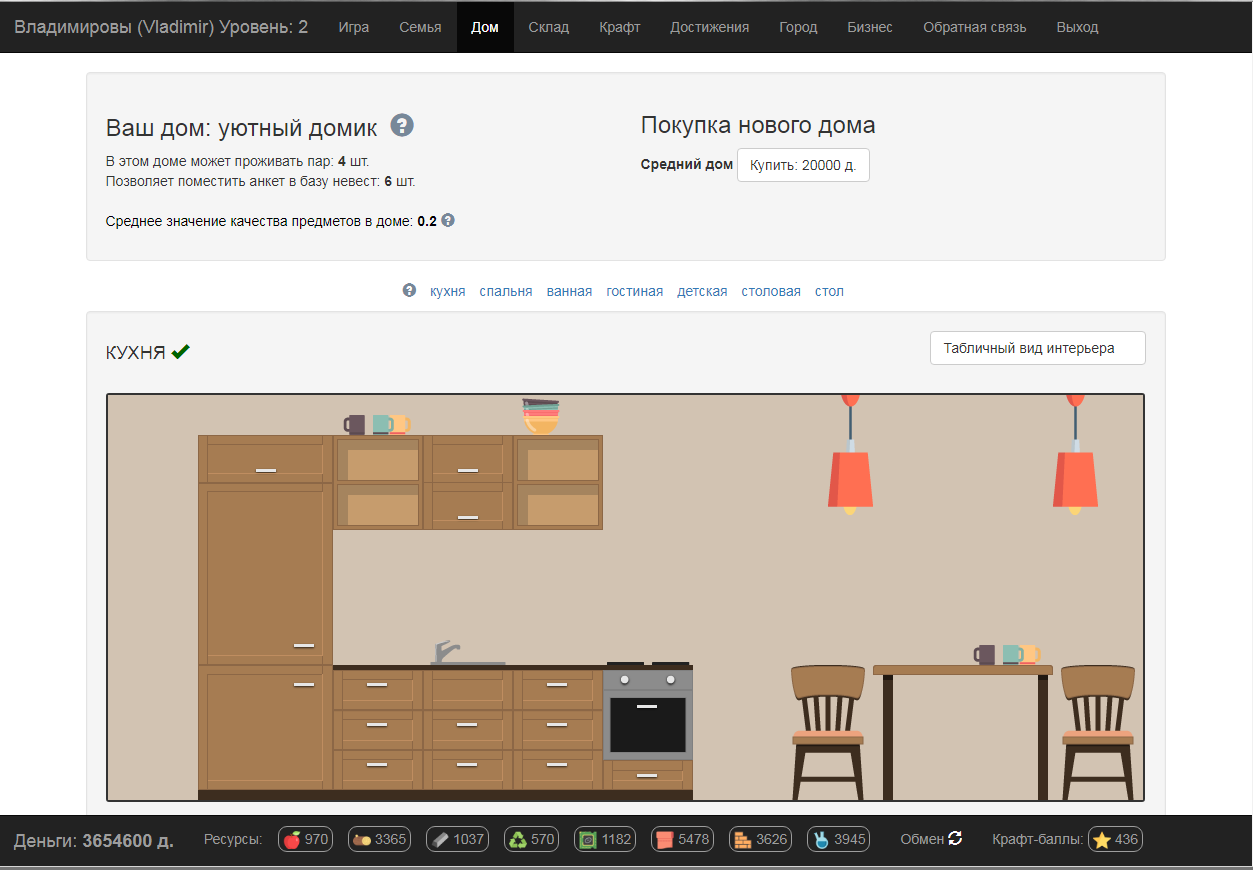 Владимировы (Vladimir) Уровень: 2 Игра Семья Дом Склад Крафт Достижения Город Бизнес Обратная связь Выход
Ваш дом: уютный домик ?
В этом доме может проживать пар: 4 шт.
Позволяет поместить анкет в базу невест: 6 шт.
Среднее значение качества предметов в доме: 0.2 ?
Покупка нового дома
Средний дом Купить: 20000 д.
? кухня спальня ванная гостиная детская столовая стол
КУХНЯ
Табличный вид интерьера
Деньги: 3654600 д. Ресурсы: 970 3365 1037 570 1182 5478 3626 3945 Обмен Крафт-баллы: 436